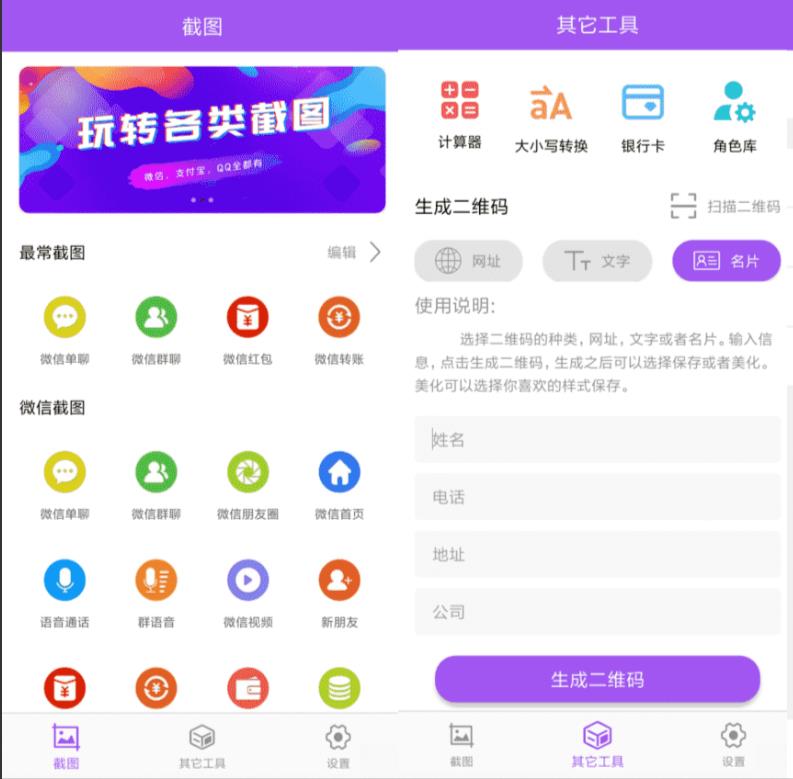 截图
玩转各类截图
微信、支付宝、QQ全都有
最常截图
编辑
微信单聊 微信群聊 微信红包 微信转账
微信截图
微信单聊 微信群聊 微信朋友圈 微信首页
语音通话 群语音 微信视频 新朋友
截图 其它工具 设置
其它工具
计算器 大小写转换 银行卡 角色库
生成二维码
扫描二维码
网址 文字 名片
使用说明:
选择二维码的种类，网址，文字或者名片。输入信
息，点击生成二维码，生成之后可以选择保存或者美化。
美化可以选择你喜欢的样式保存。
姓名
电话
地址
公司
生成二维码
截图 其它工具 设置